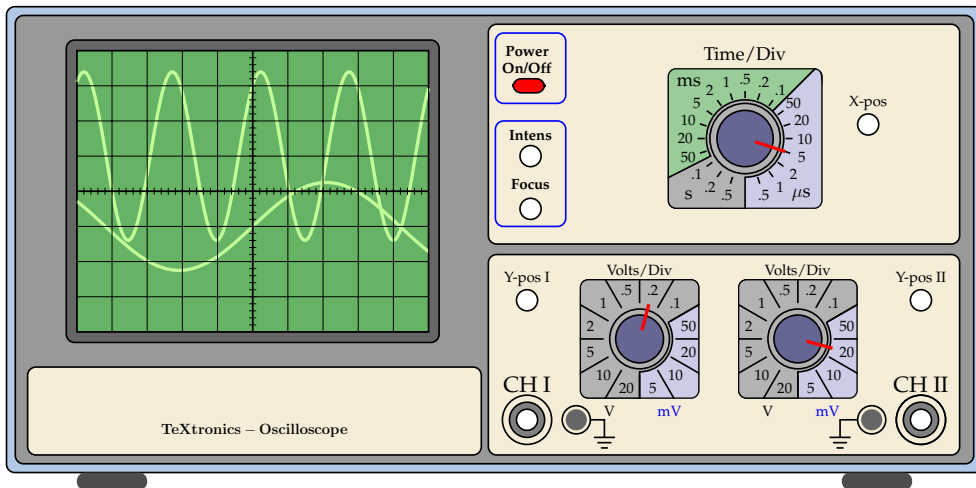 Power
On/Off
Intens
Focus
Time/Div
ms
5
2
1
.5
.2
.1
50
20
10
5
2
1
.5
μs
.5
.2
.1
s
50
20
10
X-pos
Y-pos I
Volts/Div
20
10
5
2
1
.5
.2
.1
50
20
10
5
V
mV
CH I
Volts/Div
20
10
5
2
1
.5
.2
.1
50
20
10
5
V
mV
Y-pos II
CH II
TeXtronics – Oscilloscope